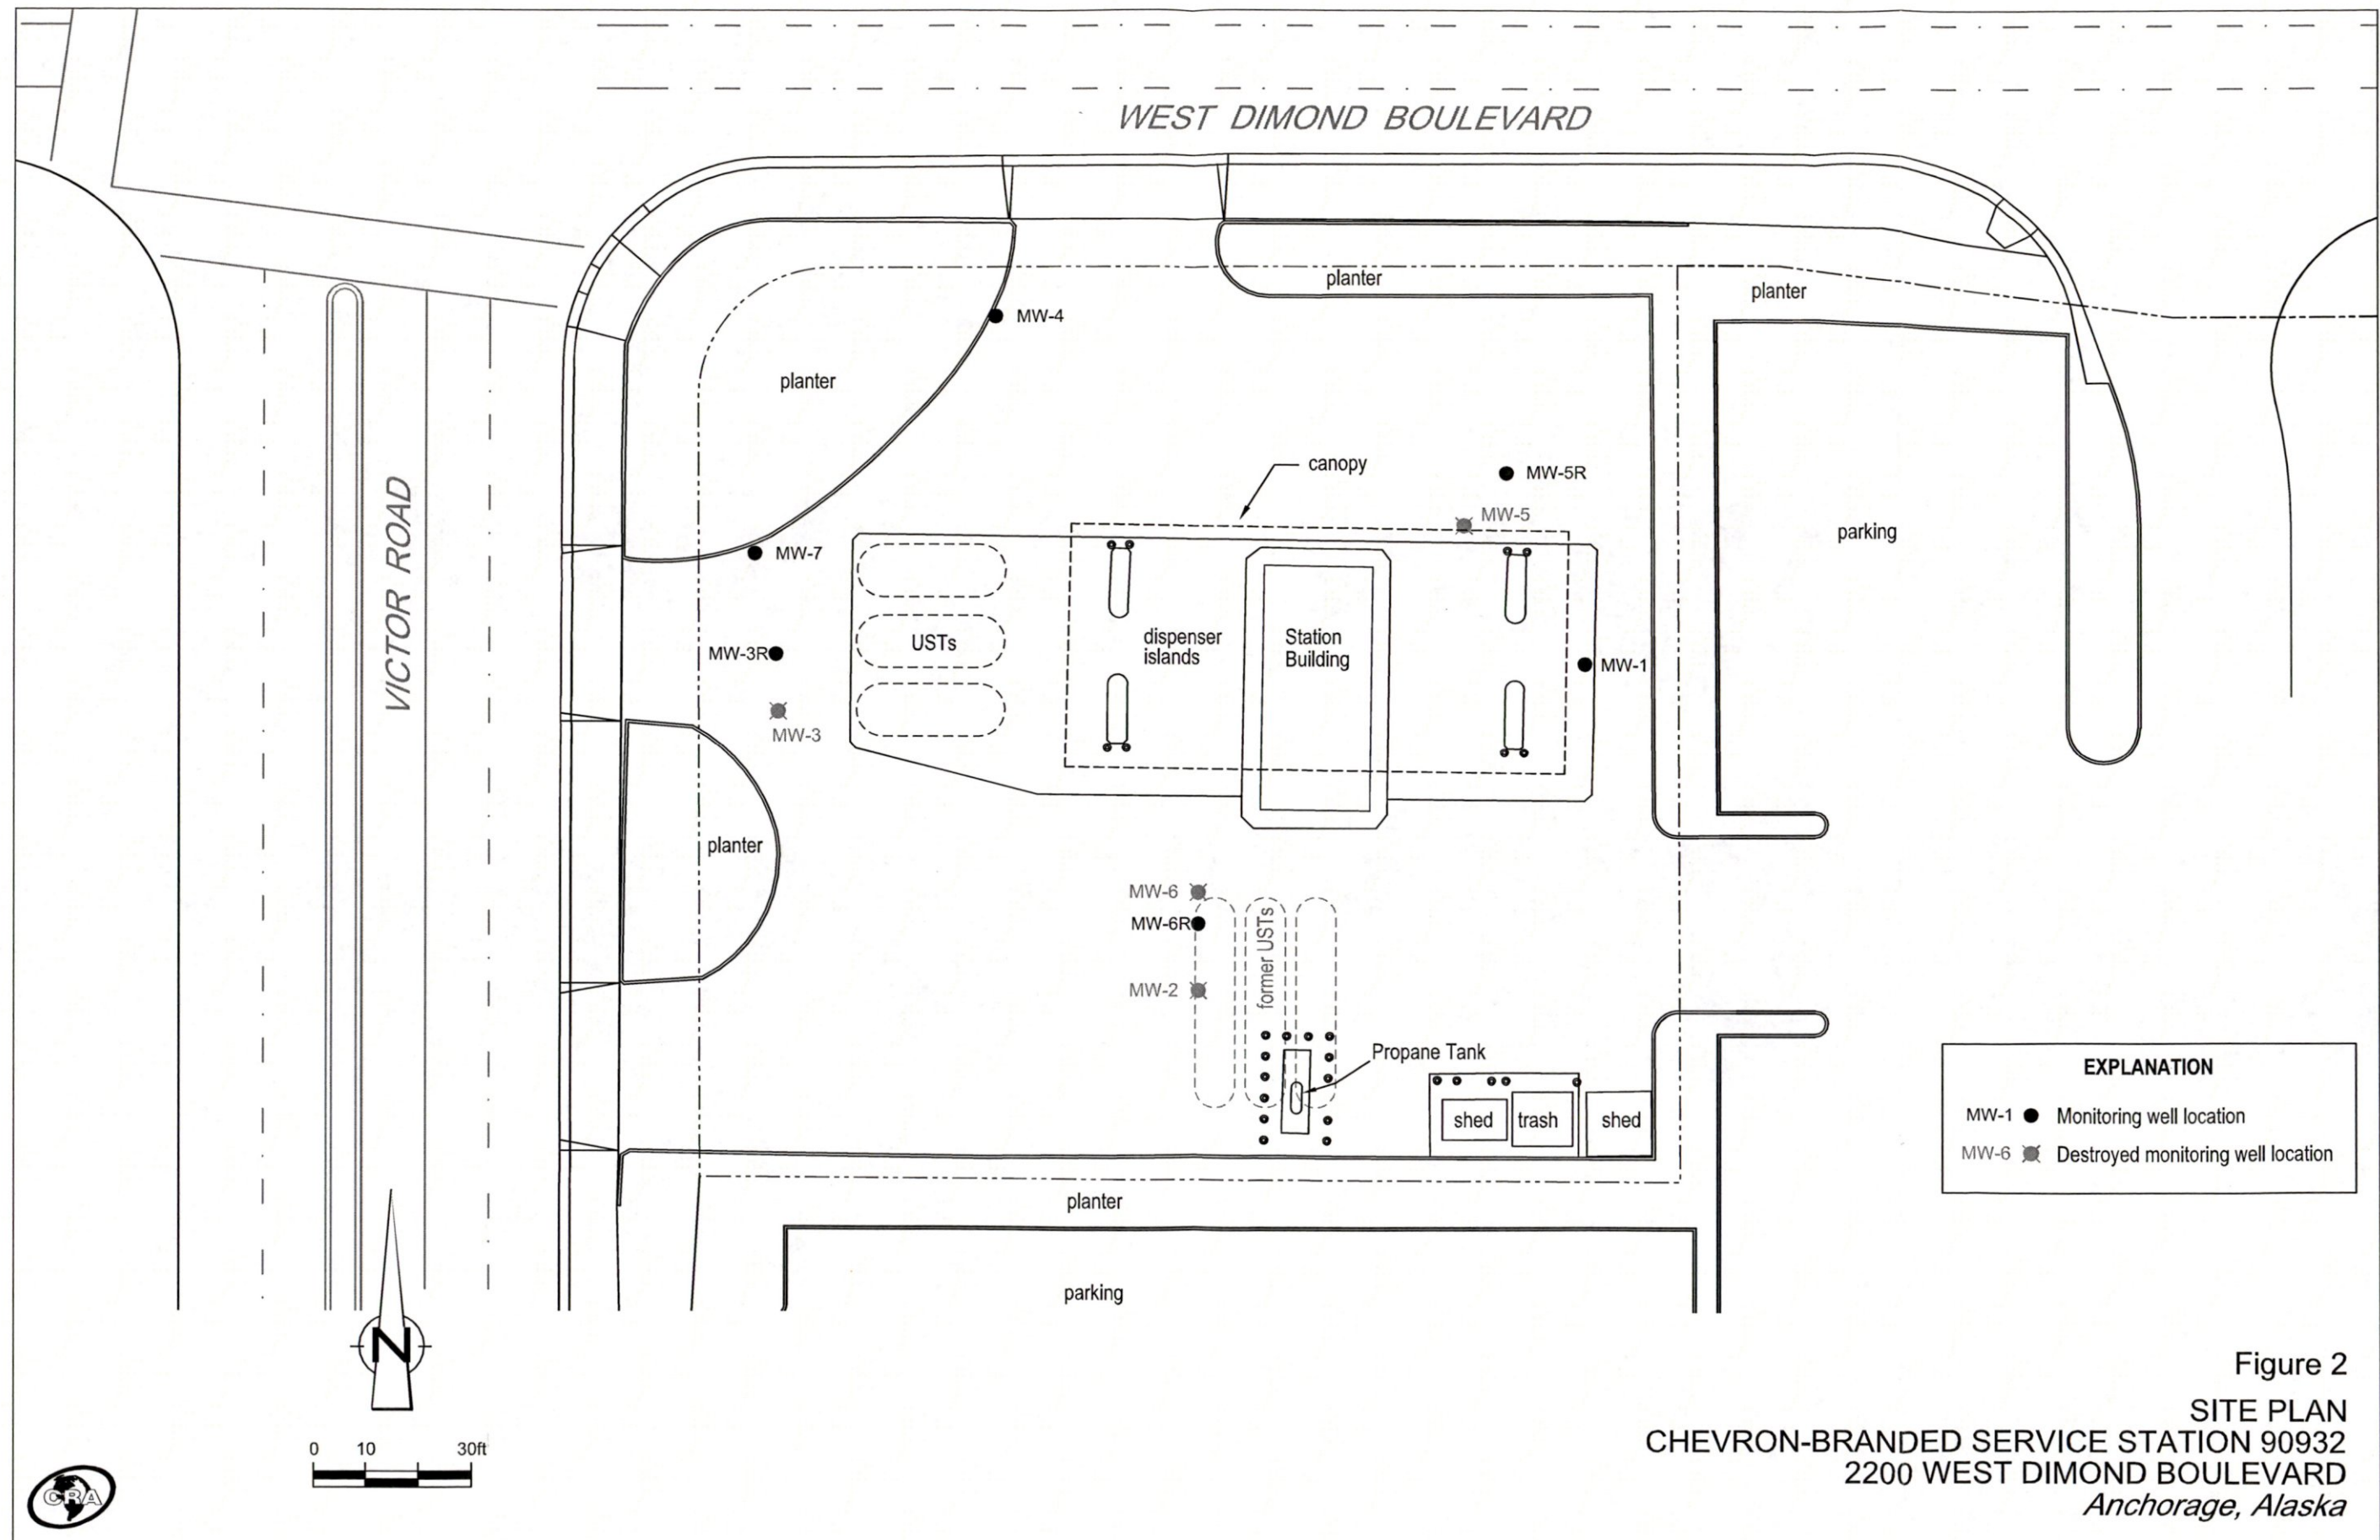 WEST DIMOND BOULEVARD
planter
planter
MW-4
planter
canopy
MW-5R
MW-5
parking
VICTOR ROAD
MW-7
USTs
dispenser
islands
Station
Building
MW-3R
MW-1
MW-3
planter
MW-6
MW-6R
former USTs
MW-2
Propane Tank
shed
trash
shed
EXPLANATION
MW-1 Monitoring well location
MW-6 Destroyed monitoring well location
planter
parking
N
0 10 30ft
CRA
Figure 2
SITE PLAN
CHEVRON-BRANDED SERVICE STATION 90932
2200 WEST DIMOND BOULEVARD
Anchorage, Alaska